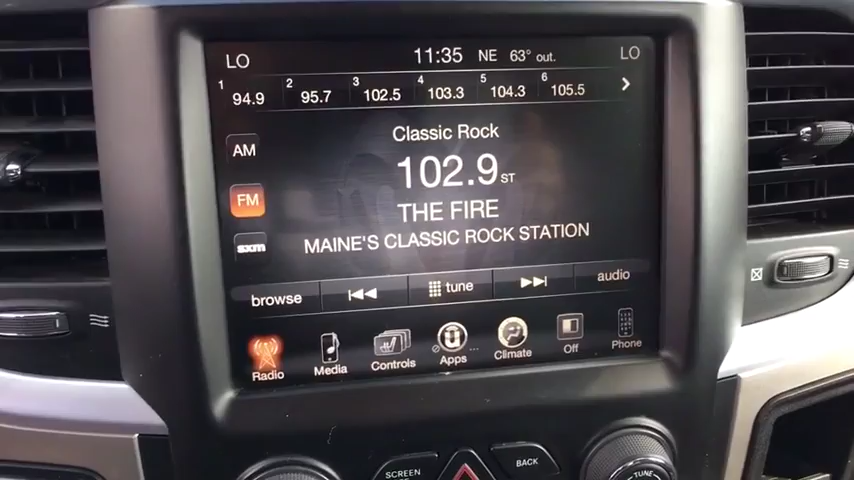 LO 11:35 NE 63° out. LO
1 94.9 2 95.7 3 102.5 4 103.3 5 104.3 6 105.5
Classic Rock
AM
102.9 ST
FM
THE FIRE
sxm
MAINE'S CLASSIC ROCK STATION
browse tune audio
Radio Media Controls Apps Climate Off Phone
SCREEN
BACK
TUNE